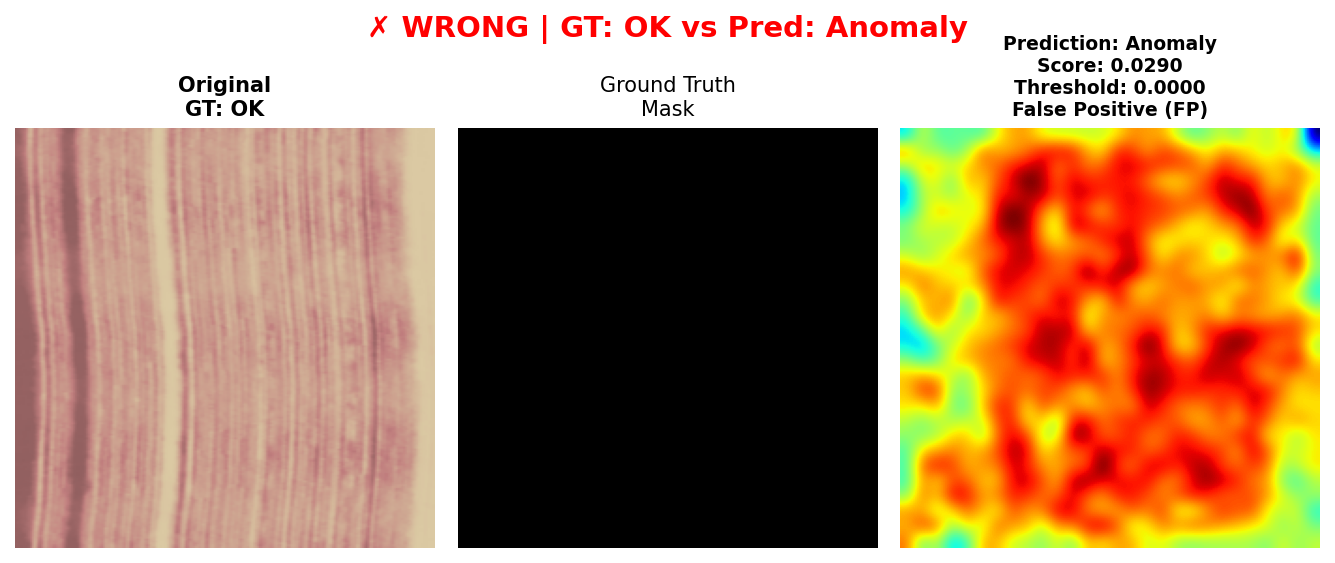 ✗ WRONG | GT: OK vs Pred: Anomaly
Original
GT: OK
Ground Truth
Mask
Prediction: Anomaly
Score: 0.0290
Threshold: 0.0000
False Positive (FP)